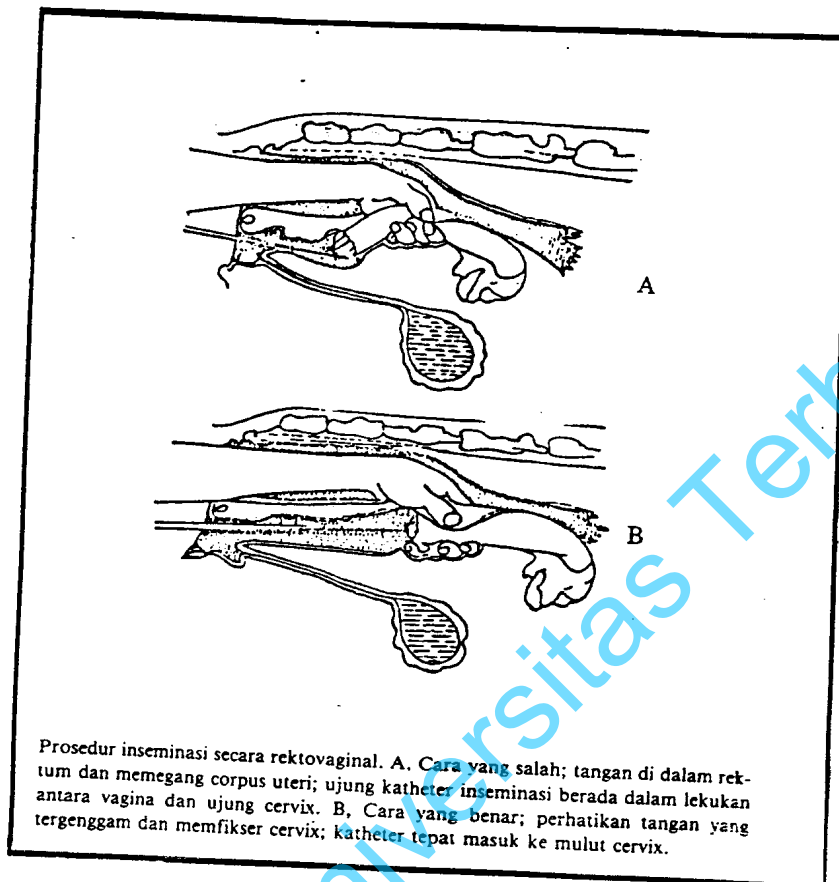 A
B
Prosedur inseminasi secara rektovaginal. A. Cara yang salah; tangan di dalam rek-
tum dan memegang corpus uteri; ujung katheter inseminasi berada dalam lekukan
antara vagina dan ujung cervix. B, Cara yang benar; perhatikan tangan yang
tergenggam dan memfikser cervix; katheter tepat masuk ke mulut cervix.
versitas Terb